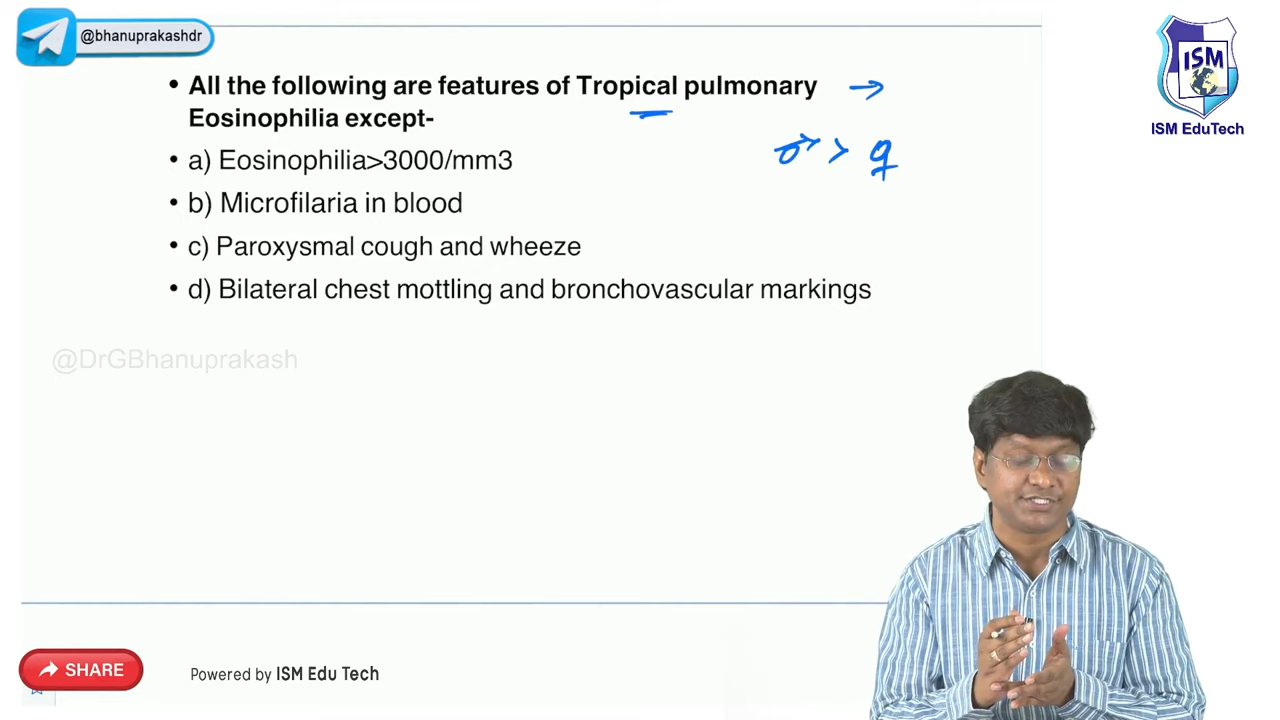 @bhanuprakashdr
ISM
ISM EduTech
• All the following are features of Tropical pulmonary →
Eosinophilia except-
♂ > ♀
• a) Eosinophilia>3000/mm3
• b) Microfilaria in blood
• c) Paroxysmal cough and wheeze
• d) Bilateral chest mottling and bronchovascular markings
@DrGBhanuprakash
SHARE
Powered by ISM Edu Tech